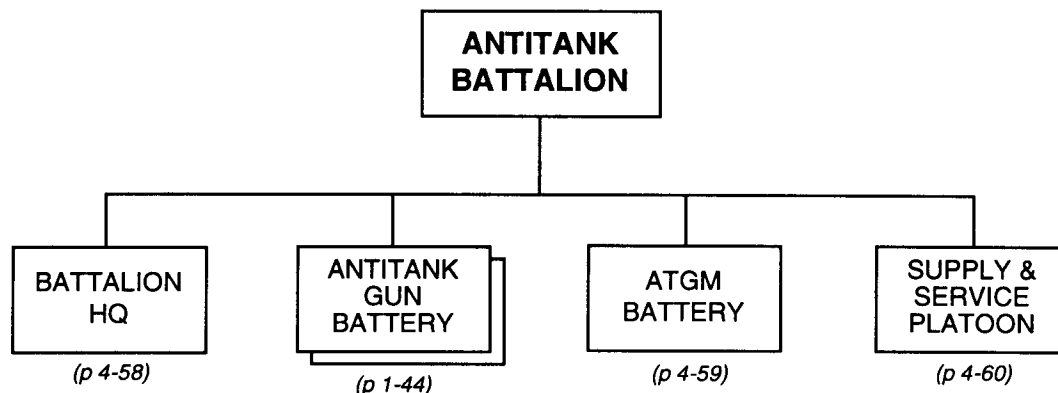 ANTITANK
BATTALION
BATTALION
HQ
(p 4-58)
ANTITANK
GUN
BATTERY
(p 1-44)
ATGM
BATTERY
(p 4-59)
SUPPLY &
SERVICE
PLATOON
(p 4-60)